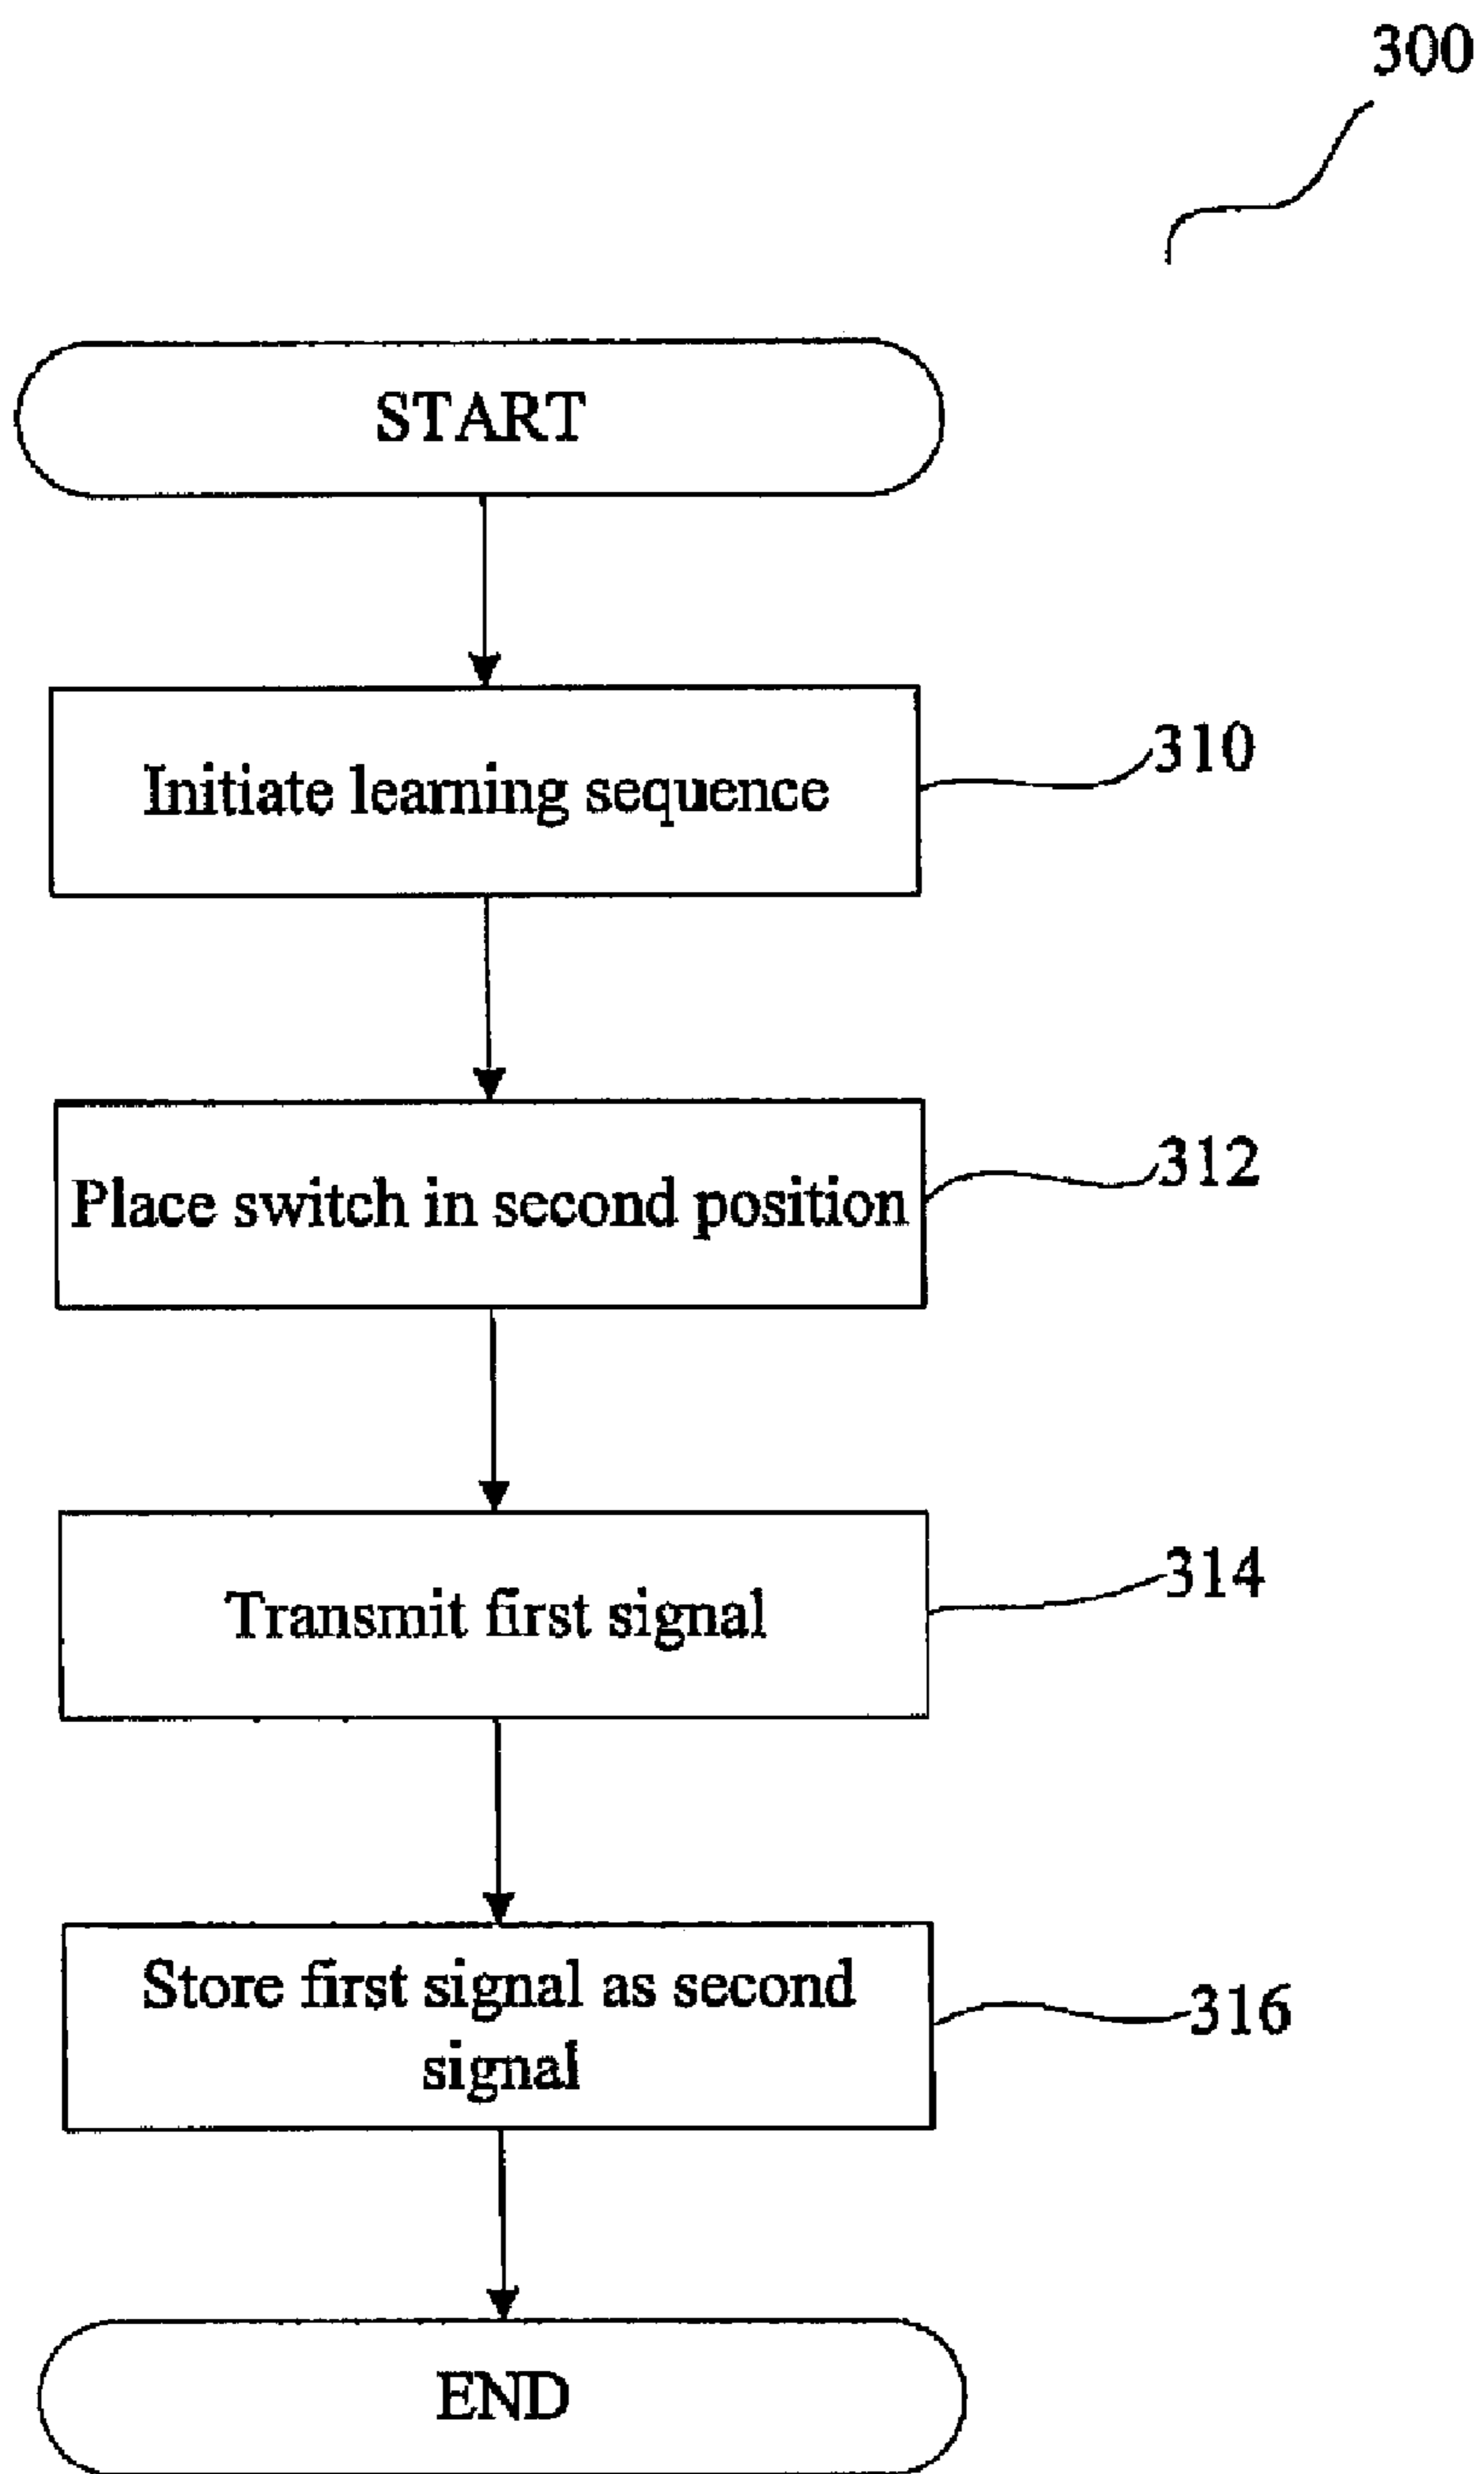 300
START
Initiate learning sequence
310
Place switch in second position
312
Transmit first signal
314
Store first signal as second
signal
316
END